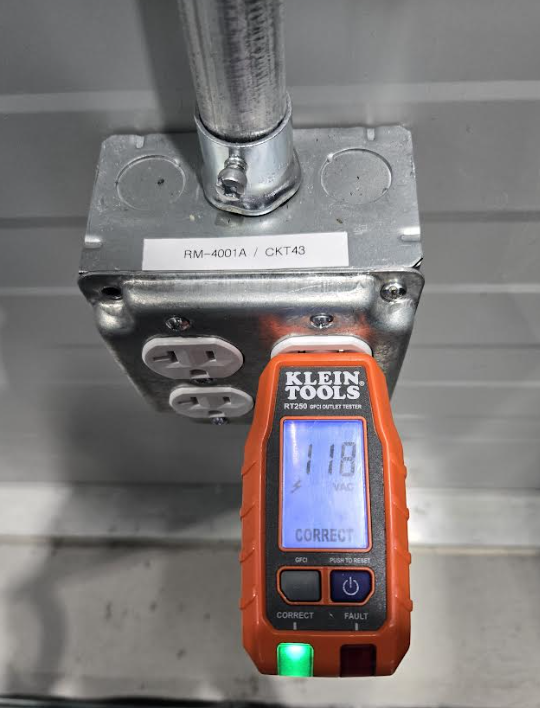 RM-4001A / CKT43
KLEIN
TOOLS®
RT250 GFCI OUTLET TESTER
118
VAC
CORRECT
GFCI PUSH TO RESET
CORRECT FAULT